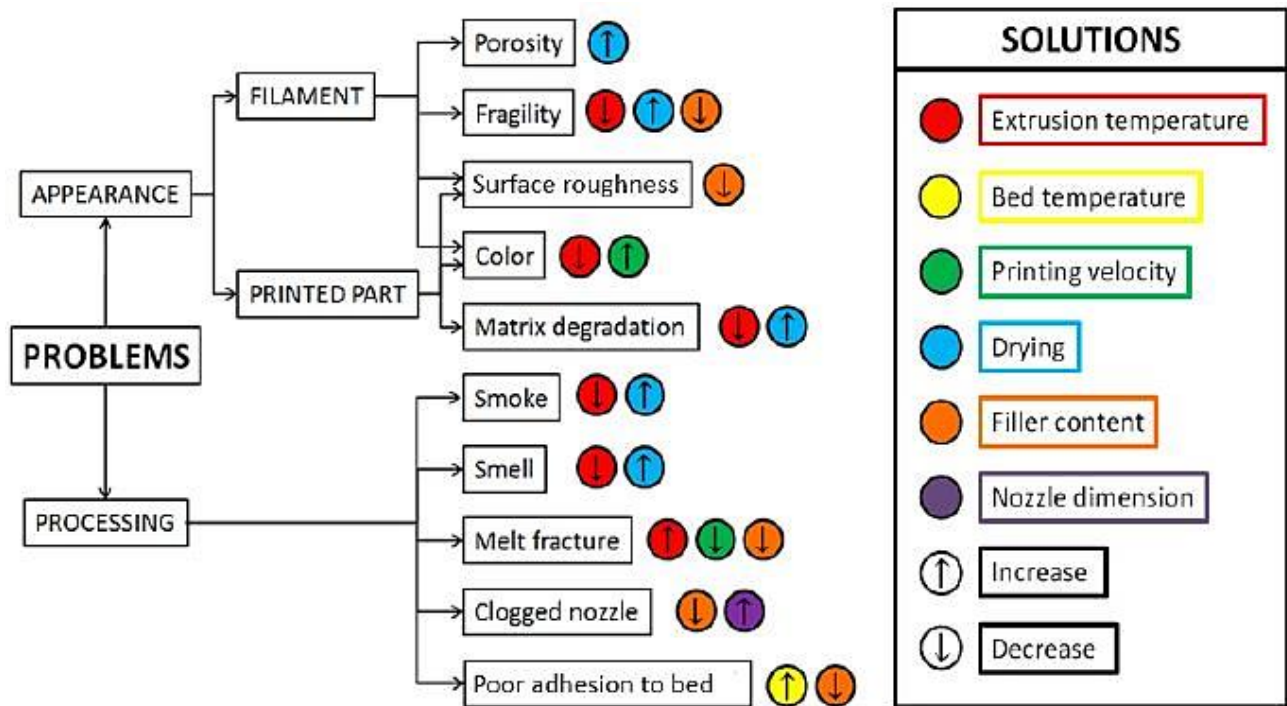 Porosity
FILAMENT
Fragility
Surface roughness
APPEARANCE
Color
PRINTED PART
Matrix degradation
PROBLEMS
Smoke
Smell
PROCESSING
Melt fracture
Clogged nozzle
Poor adhesion to bed
SOLUTIONS
Extrusion temperature
Bed temperature
Printing velocity
Drying
Filler content
Nozzle dimension
↑ Increase
↓ Decrease